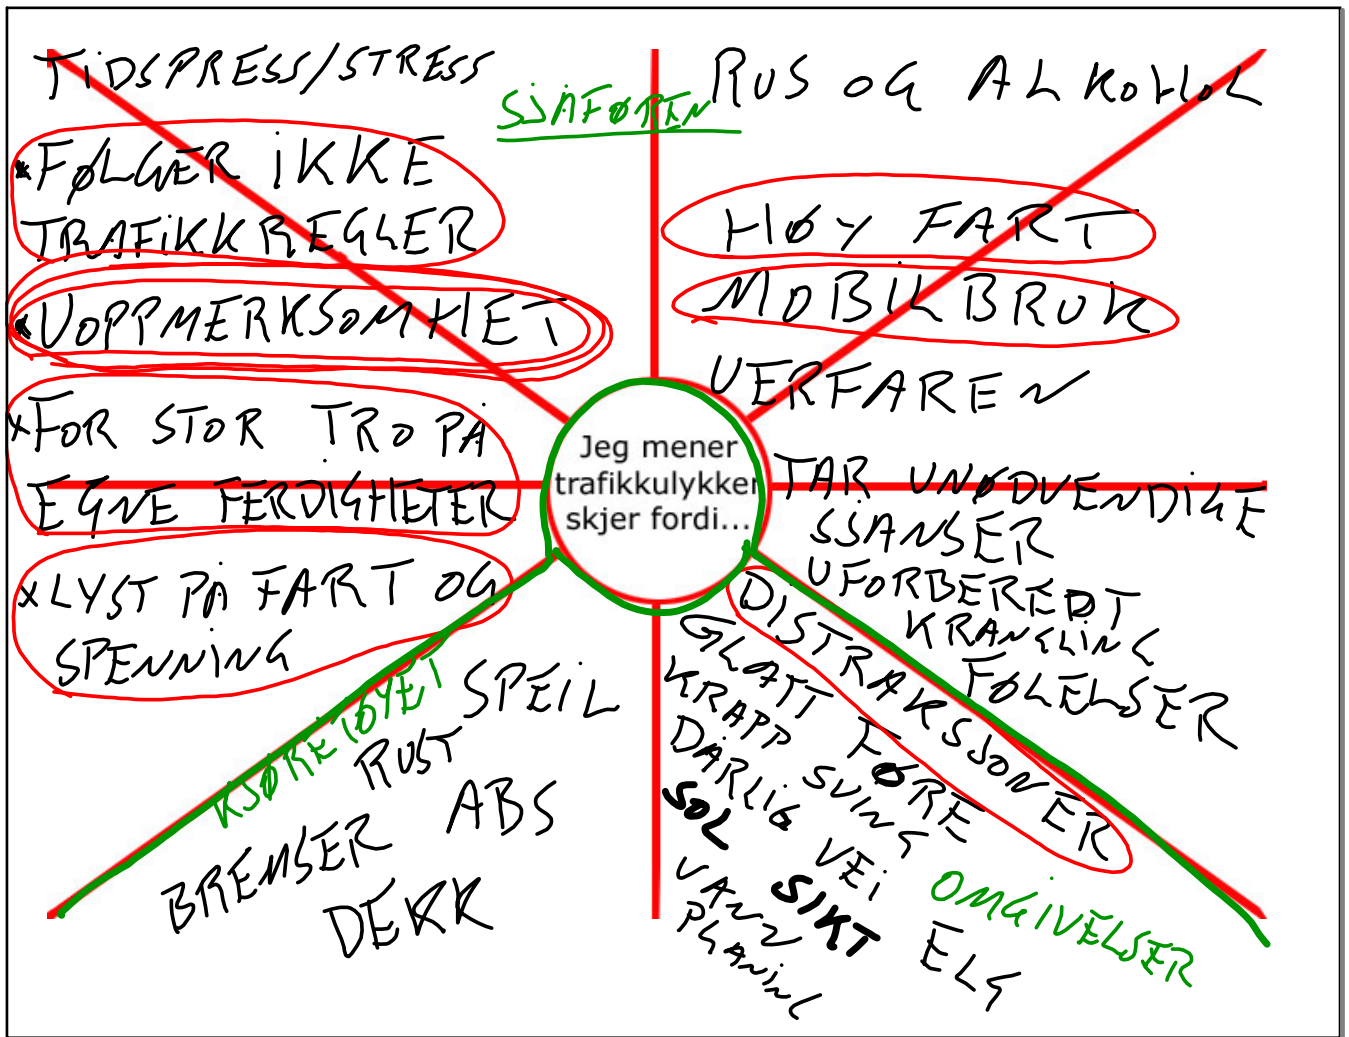 TIDSPRESS/STRESS
SJÅFØREN
RUS OG ALKOHOL
*FØLGER IKKE
TRAFIKKREGLER
HØY FART
MOBILBRUK
*UOPPMERKSOMHET
UERFAREN
xFOR STOR TRO PÅ
EGNE FERDIGHETER
Jeg mener
trafikkulykker
skjer fordi...
TAR UNØDVENDIGE
SJANSER
UFORBEREDT
KRANGLING
FØLELSER
xLYST PÅ FART OG
SPENNING
DISTRAKSJONER
KJØRETØYET
SPEIL
RUST
ABS
BREMSER
DEKK
GLATT FØRE
KRAPP SVING
DÅRLIG VEI
SOL
SIKT
VANN
PLANING
ELG
OMGIVELSER